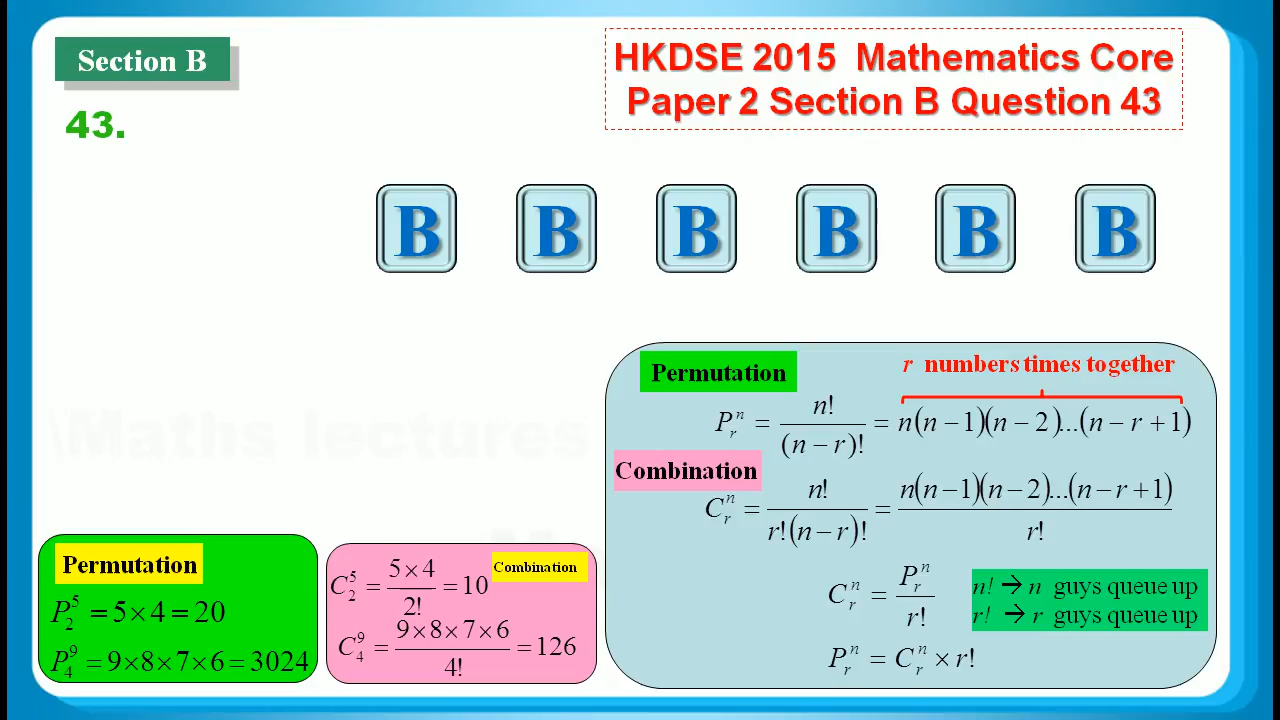 Section B
HKDSE 2015 Mathematics Core
Paper 2 Section B Question 43
43.
B B B B B B
\Maths lectures
Permutation
r numbers times together
P_r^n = n!/(n − r)! = n(n − 1)(n − 2)...(n − r + 1)
Combination
C_r^n = n!/(r!(n − r)!) = n(n−1)(n−2)...(n−r+1)/r!
C_r^n = P_r^n/r!
n! → n guys queue up
r! → r guys queue up
P_r^n = C_r^n × r!
Permutation
P_2^5 = 5×4 = 20
P_4^9 = 9×8×7×6 = 3024
Combination
C_2^5 = (5×4)/2! = 10
C_4^9 = (9×8×7×6)/4! = 126